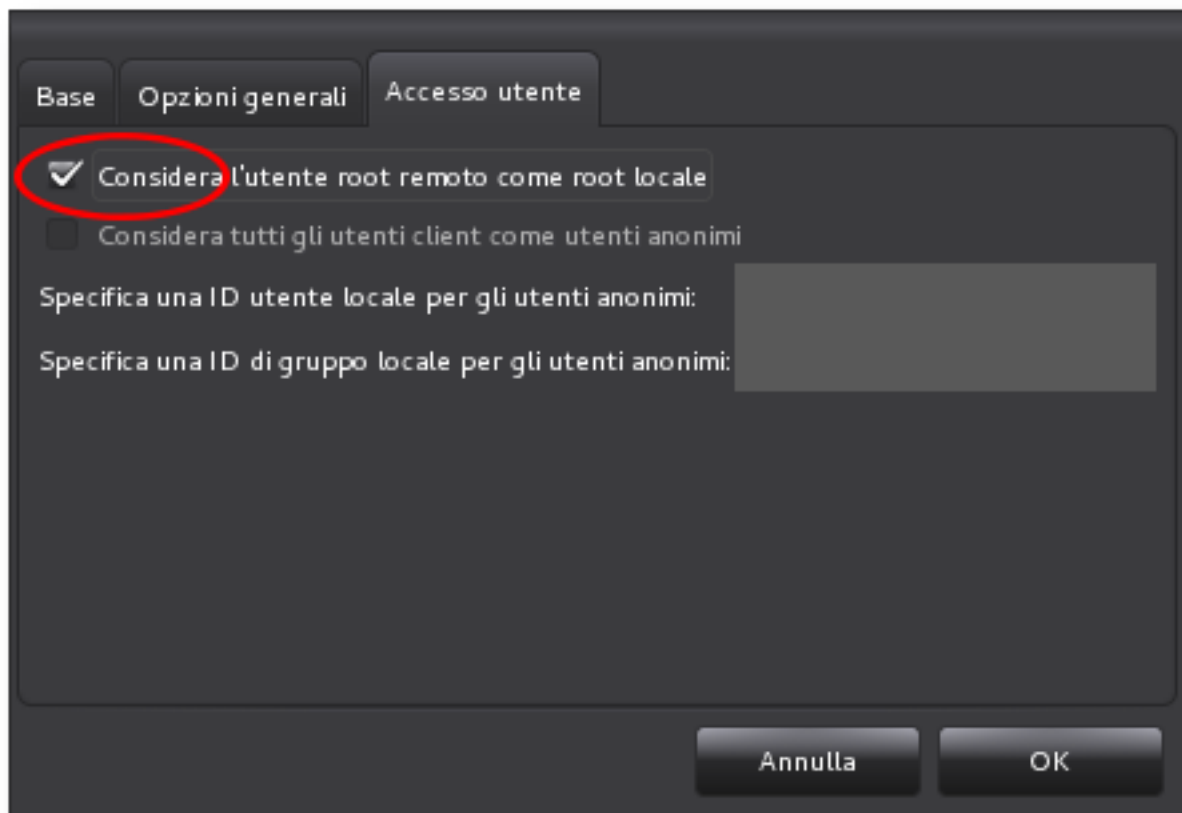 Base Opzioni generali Accesso utente
Considera l'utente root remoto come root locale
Considera tutti gli utenti client come utenti anonimi
Specifica una ID utente locale per gli utenti anonimi:
Specifica una ID di gruppo locale per gli utenti anonimi:
Annulla OK